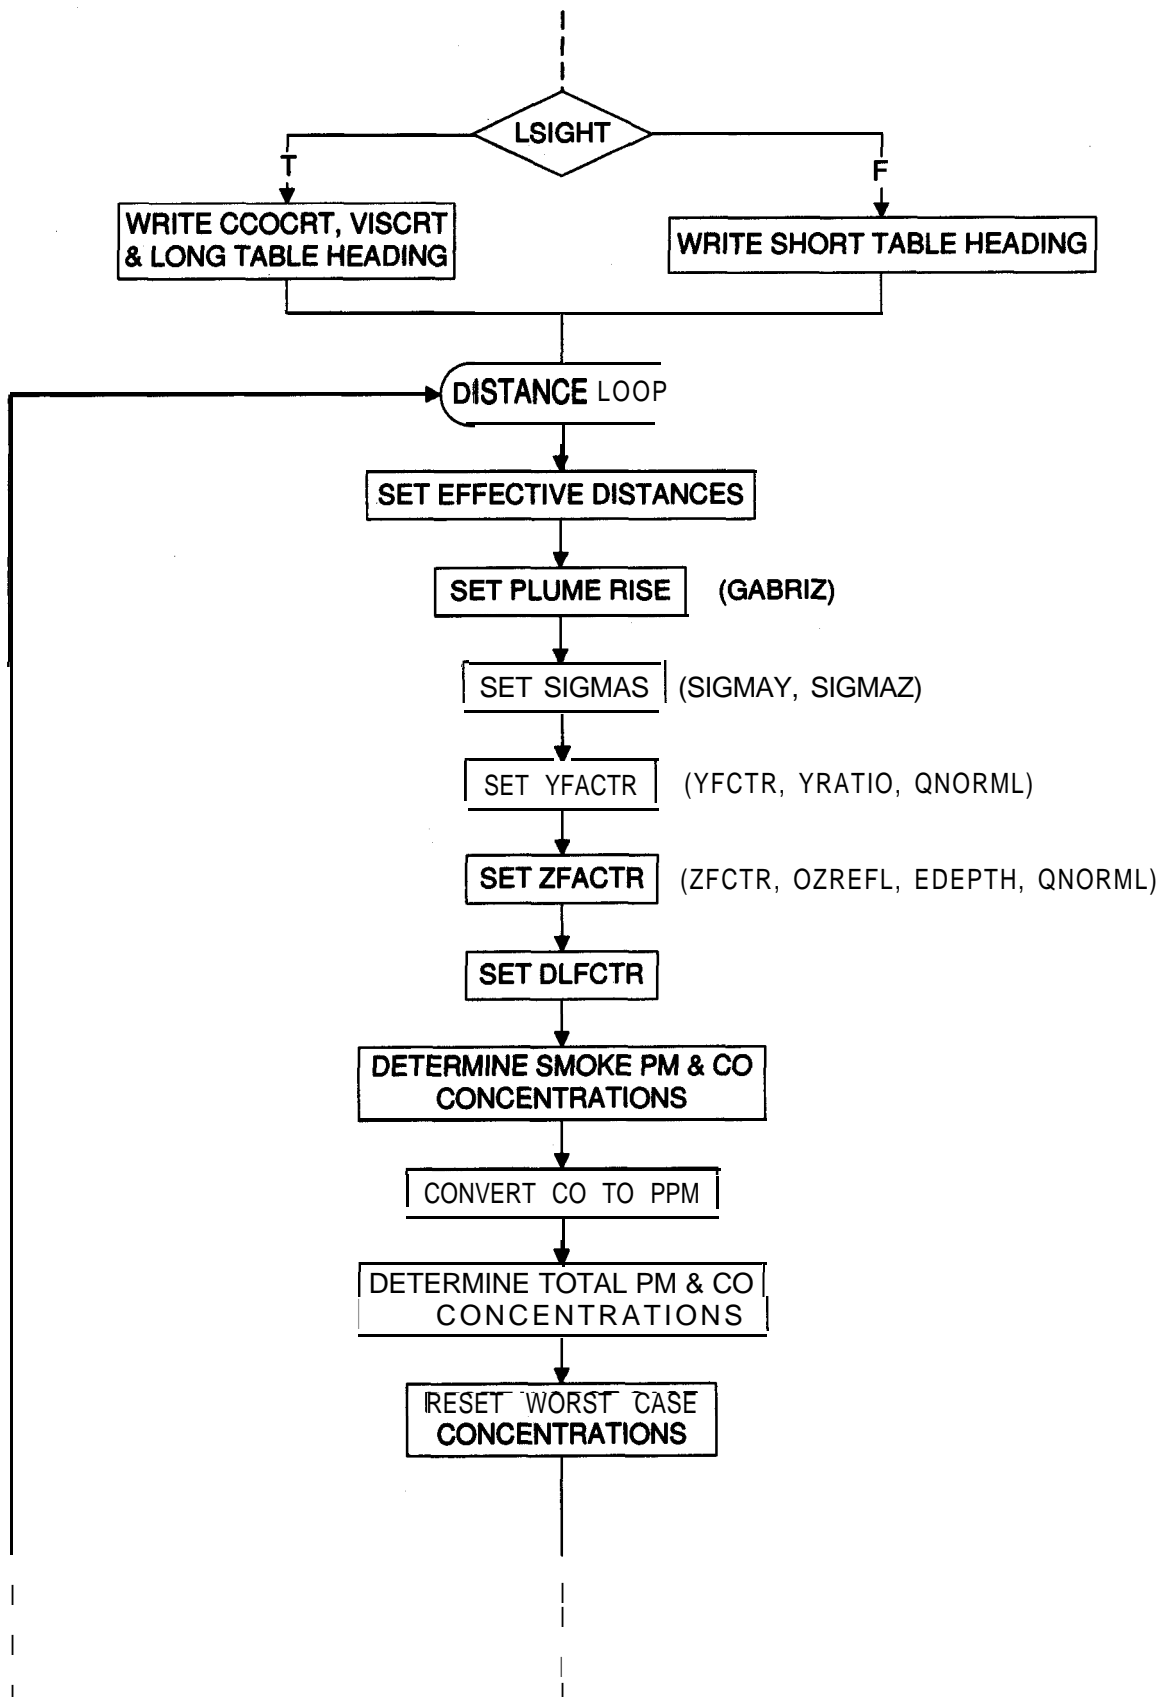 LSIGHT
T
F
WRITE CCOCRT, VISCRT
& LONG TABLE HEADING
WRITE SHORT TABLE HEADING
DISTANCE LOOP
SET EFFECTIVE DISTANCES
SET PLUME RISE (GABRIZ)
SET SIGMAS (SIGMAY, SIGMAZ)
SET YFACTR (YFCTR, YRATIO, QNORML)
SET ZFACTR (ZFCTR, OZREFL, EDEPTH, QNORML)
SET DLFCTR
DETERMINE SMOKE PM & CO
CONCENTRATIONS
CONVERT CO TO PPM
DETERMINE TOTAL PM & CO
CONCENTRATIONS
RESET WORST CASE
CONCENTRATIONS